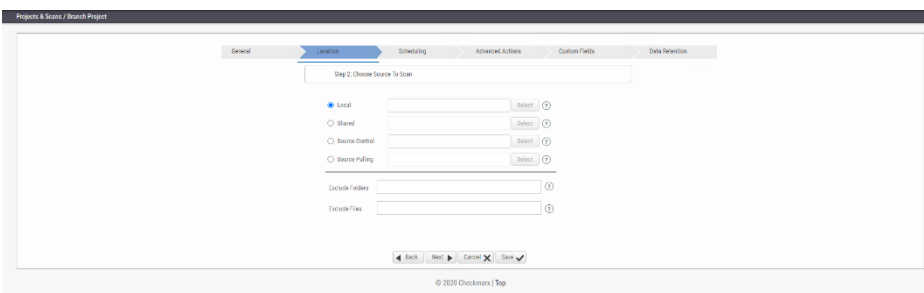 Projects & Scans / Branch Project
General Location Scheduling Advanced Actions Custom Fields Data Retention
Step 2: Choose Source To Scan
Local Select ?
Shared Select ?
Source Control Select ?
Source Pulling Select ?
Exclude Folders ?
Exclude Files ?
Back Next Cancel Save
© 2020 Checkmarx | Top